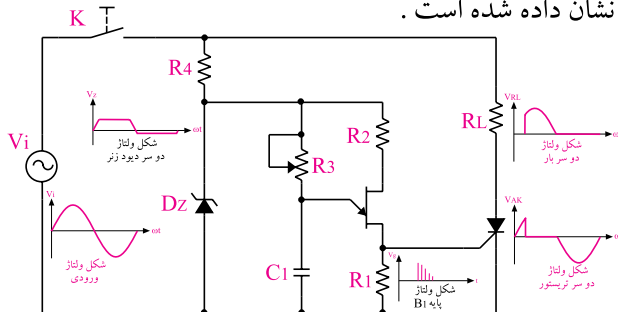 نشان داده شده است .
K
R4
Vz
ωt
شکل ولتاژ
دو سر دیود زنر
Vi
R2
R3
RL
VRL
شکل ولتاژ
دو سر بار
Dz
Vi
ωt
شکل ولتاژ
ورودی
C1
R1
t
شکل ولتاژ
پایه B1
VAK
شکل ولتاژ
دو سر تریستور